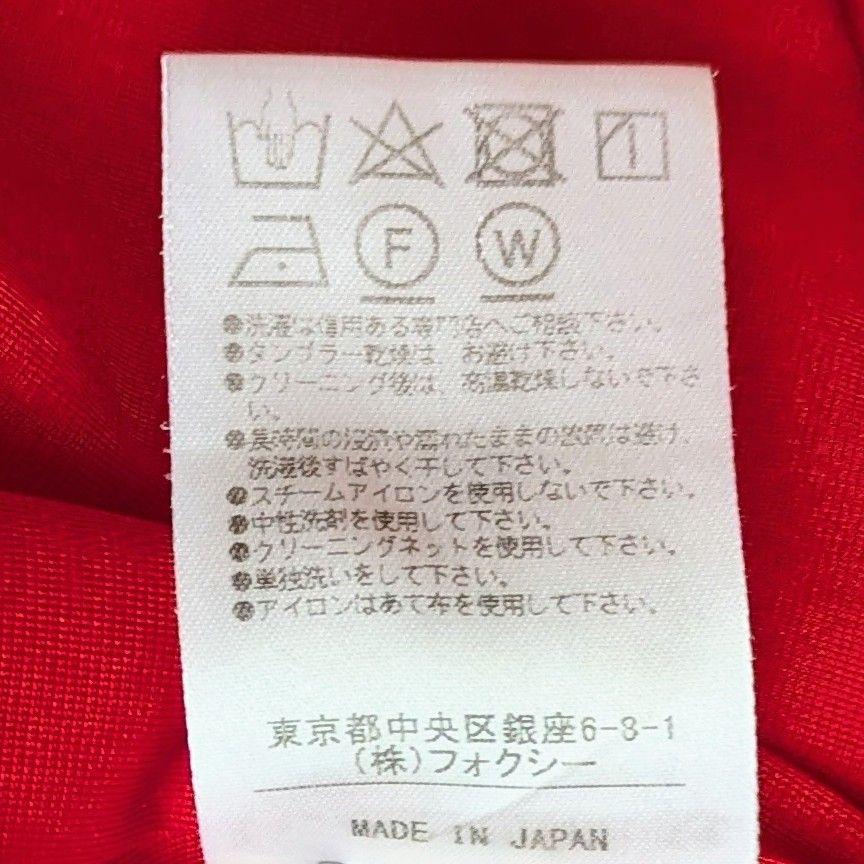 F W
●洗濯は信用ある専門店へご相談下さい。
●タンブラー乾燥は、お避け下さい。
●クリーニング後は、高温乾燥しないで下さ
い。
●長時間の浸漬や濡れたままの放置は避け、
洗濯後すばやく干して下さい。
●スチームアイロンを使用しないで下さい。
●中性洗剤を使用して下さい。
●クリーニングネットを使用して下さい。
●単独洗いをして下さい。
●アイロンはあて布を使用して下さい。
東京都中央区銀座6-8-1
(株)フォクシー
MADE IN JAPAN